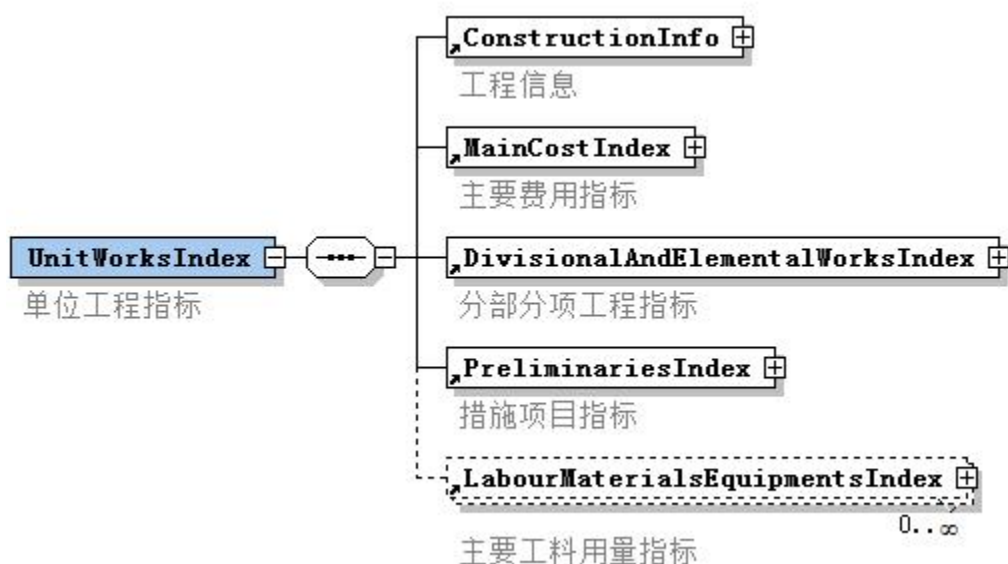 ConstructionInfo
工程信息
MainCostIndex
主要费用指标
UnitWorksIndex
单位工程指标
DivisionalAndElementalWorksIndex
分部分项工程指标
PreliminariesIndex
措施项目指标
LabourMaterialsEquipmentsIndex
0..∞
主要工料用量指标